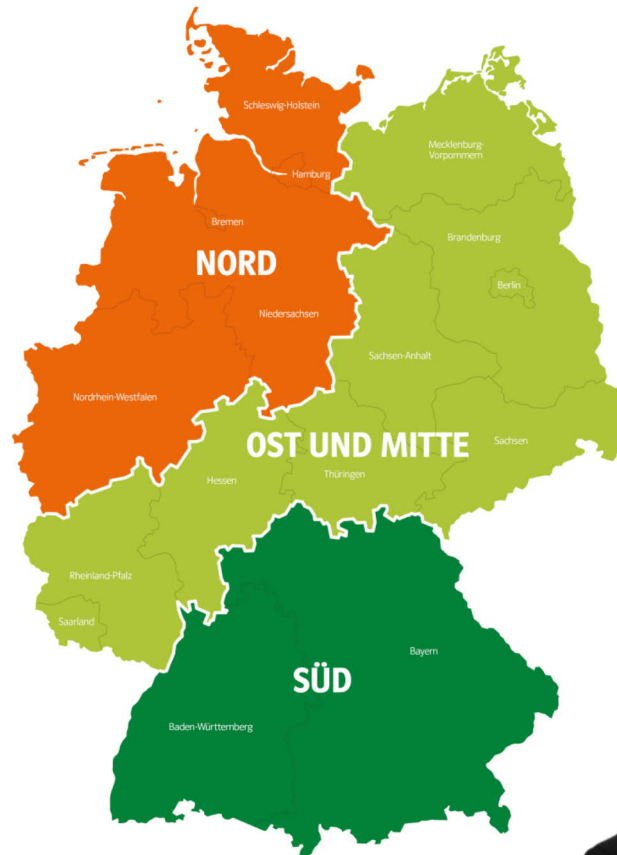 Schleswig-Holstein
Mecklenburg-
Vorpommern
Hamburg
Bremen
Brandenburg
NORD
Berlin
Niedersachsen
Sachsen-Anhalt
Nordrhein-Westfalen
OST UND MITTE
Sachsen
Hessen
Thüringen
Rheinland-Pfalz
Saarland
Bayern
SÜD
Baden-Württemberg